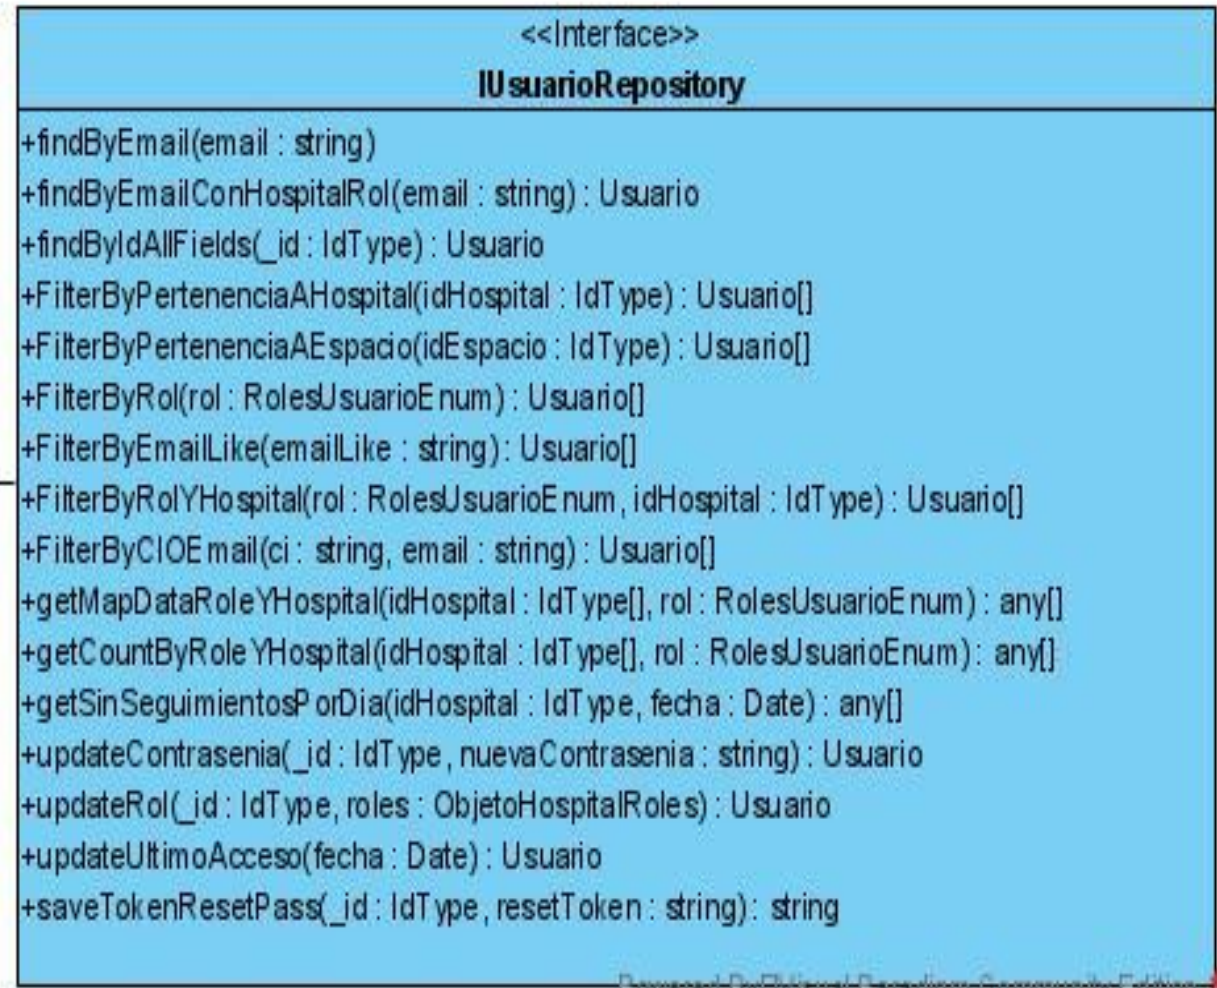 <<Interface>>
IUsuarioRepository
+findByEmail(email : string)
+findByEmailConHospitalRol(email : string) : Usuario
+findByIdAllFields(_id : IdType) : Usuario
+FilterByPertenenciaAHospital(idHospital : IdType) : Usuario[]
+FilterByPertenenciaAEspacio(idEspacio : IdType) : Usuario[]
+FilterByRol(rol : RolesUsuarioEnum) : Usuario[]
+FilterByEmailLike(emailLike : string) : Usuario[]
+FilterByRolYHospital(rol : RolesUsuarioEnum, idHospital : IdType) : Usuario[]
+FilterByCIOEmail(ci : string, email : string) : Usuario[]
+getMapDataRoleYHospital(idHospital : IdType[], rol : RolesUsuarioEnum) : any[]
+getCountByRoleYHospital(idHospital : IdType[], rol : RolesUsuarioEnum) : any[]
+getSinSeguimientosPorDia(idHospital : IdType, fecha : Date) : any[]
+updateContrasenia(_id : IdType, nuevaContrasenia : string) : Usuario
+updateRol(_id : IdType, roles : ObjetoHospitalRoles) : Usuario
+updateUltimoAcceso(fecha : Date) : Usuario
+saveTokenResetPass(_id : IdType, resetToken : string) : string